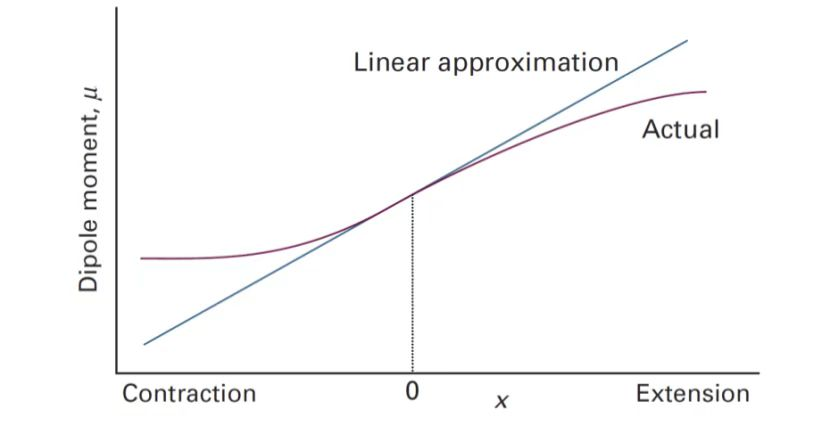 Linear approximation
Actual
Dipole moment, μ
Contraction
0
x
Extension